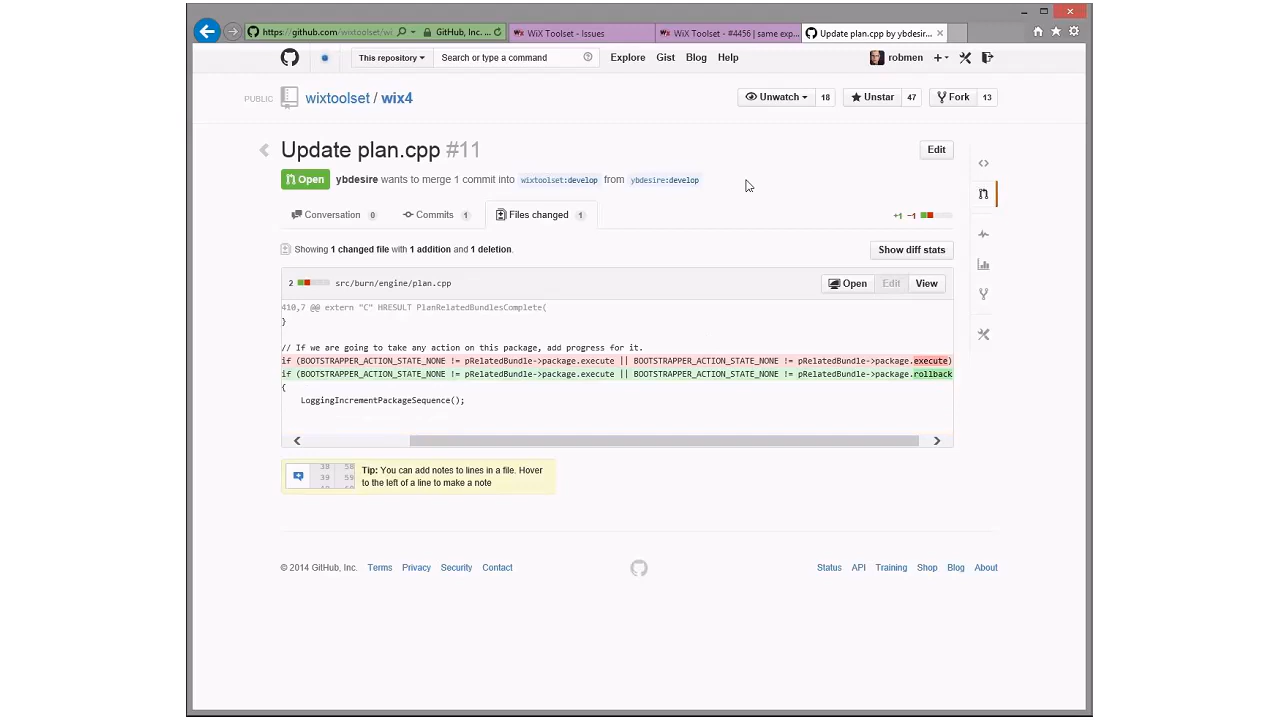 https://github.com/wixtoolset/wi
GitHub, Inc. ...
WiX Toolset - Issues
WiX Toolset - #4456 | same exp...
Update plan.cpp by ybdesir...
This repository
Search or type a command
Explore
Gist
Blog
Help
robmen
PUBLIC
wixtoolset / wix4
Unwatch
18
Unstar
47
Fork
13
Update plan.cpp #11
Edit
Open
ybdesire wants to merge 1 commit into wixtoolset:develop from ybdesire:develop
Conversation 0
Commits 1
Files changed 1
+1 −1
Showing 1 changed file with 1 addition and 1 deletion.
Show diff stats
2
src/burn/engine/plan.cpp
Open
Edit
View
410,7 @@ extern "C" HRESULT PlanRelatedBundlesComplete(
}
// If we are going to take any action on this package, add progress for it.
if (BOOTSTRAPPER_ACTION_STATE_NONE != pRelatedBundle->package.execute || BOOTSTRAPPER_ACTION_STATE_NONE != pRelatedBundle->package.execute)
if (BOOTSTRAPPER_ACTION_STATE_NONE != pRelatedBundle->package.execute || BOOTSTRAPPER_ACTION_STATE_NONE != pRelatedBundle->package.rollback
{
LoggingIncrementPackageSequence();
38 58
39 59
Tip: You can add notes to lines in a file. Hover
to the left of a line to make a note
© 2014 GitHub, Inc.
Terms
Privacy
Security
Contact
Status
API
Training
Shop
Blog
About